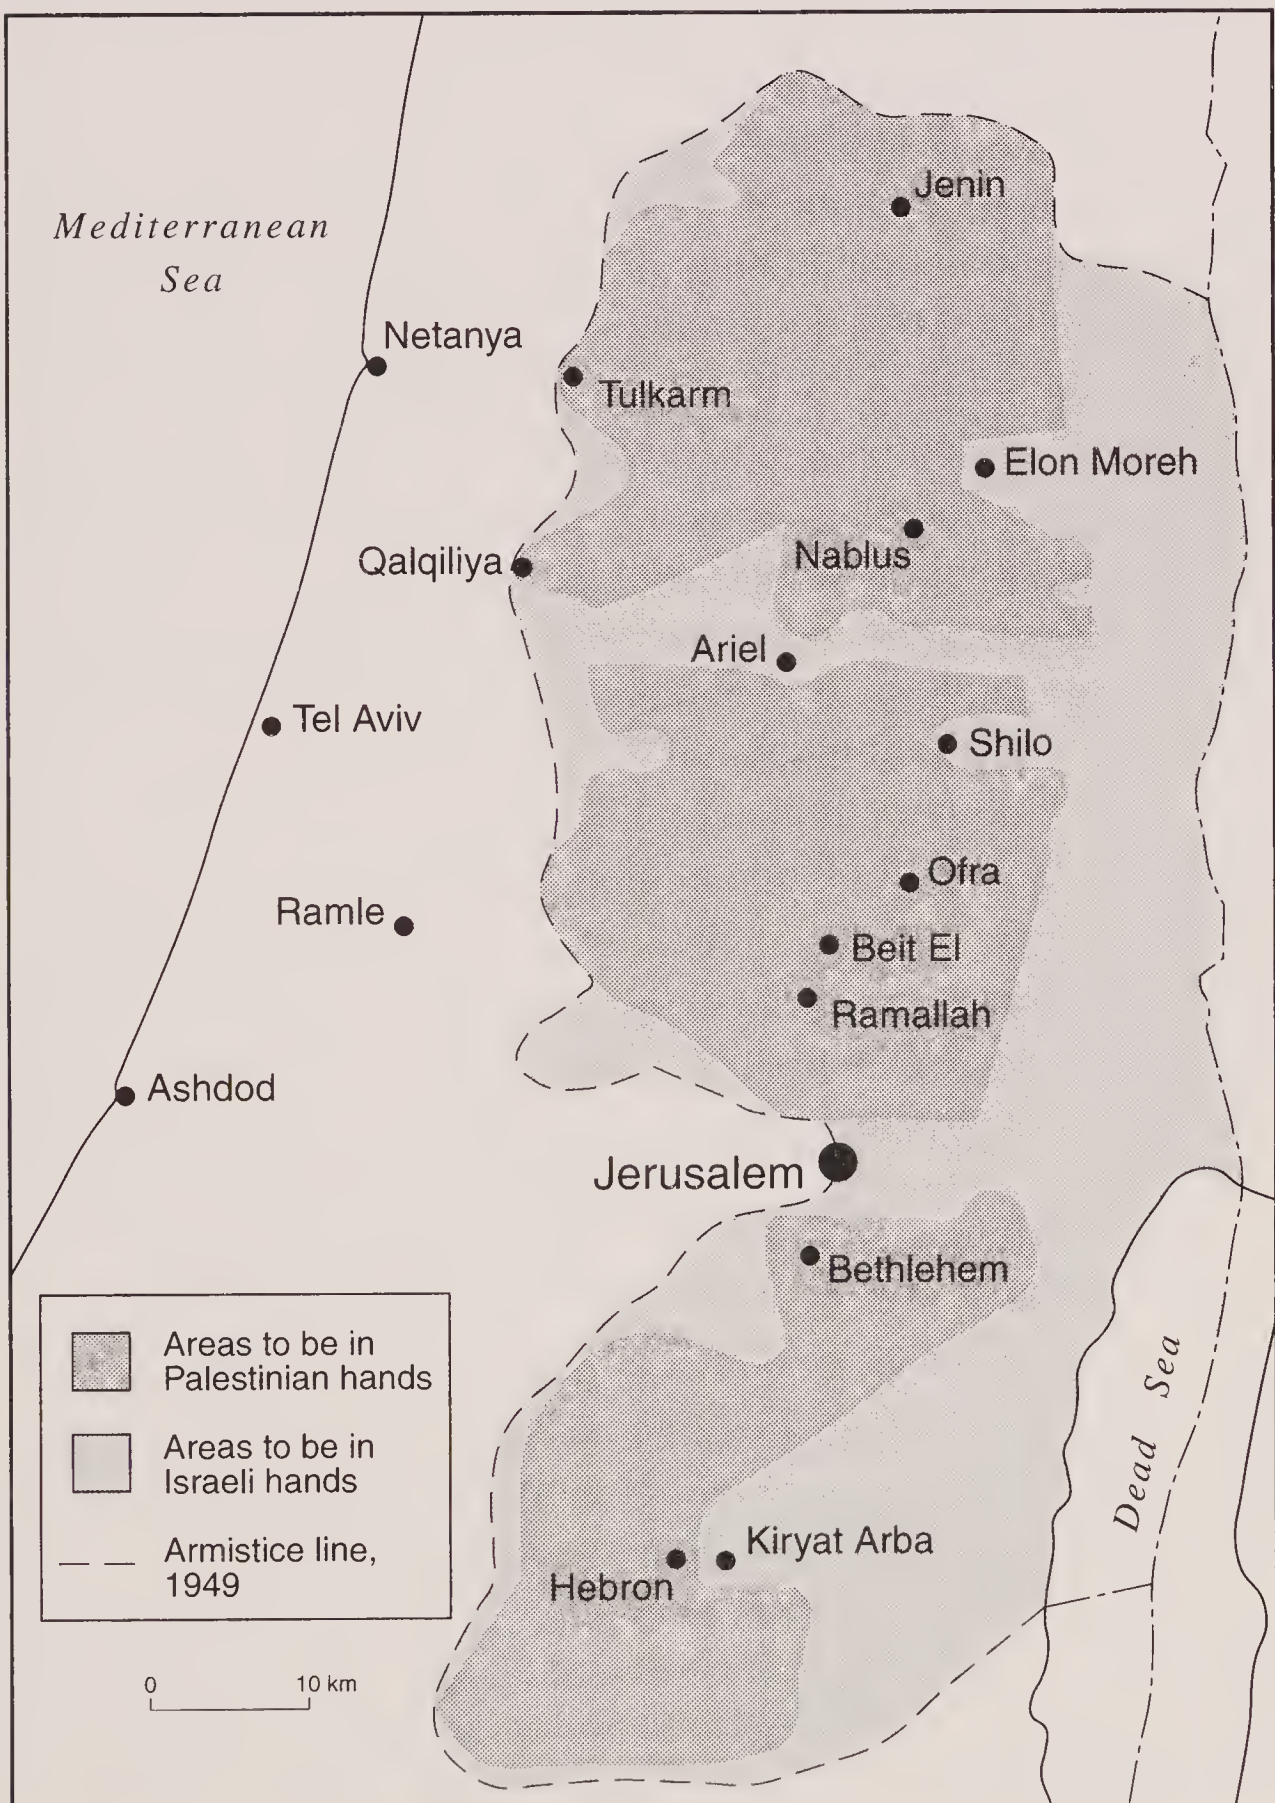 Jenin
Mediterranean
Sea
Netanya
Tulkarm
Elon Moreh
Nablus
Qalqiliya
Ariel
Tel Aviv
Shilo
Ofra
Ramle
Beit El
Ramallah
Ashdod
Jerusalem
Bethlehem
Areas to be in
Palestinian hands
Areas to be in
Israeli hands
Armistice line,
1949
Dead Sea
Kiryat Arba
Hebron
0 10 km